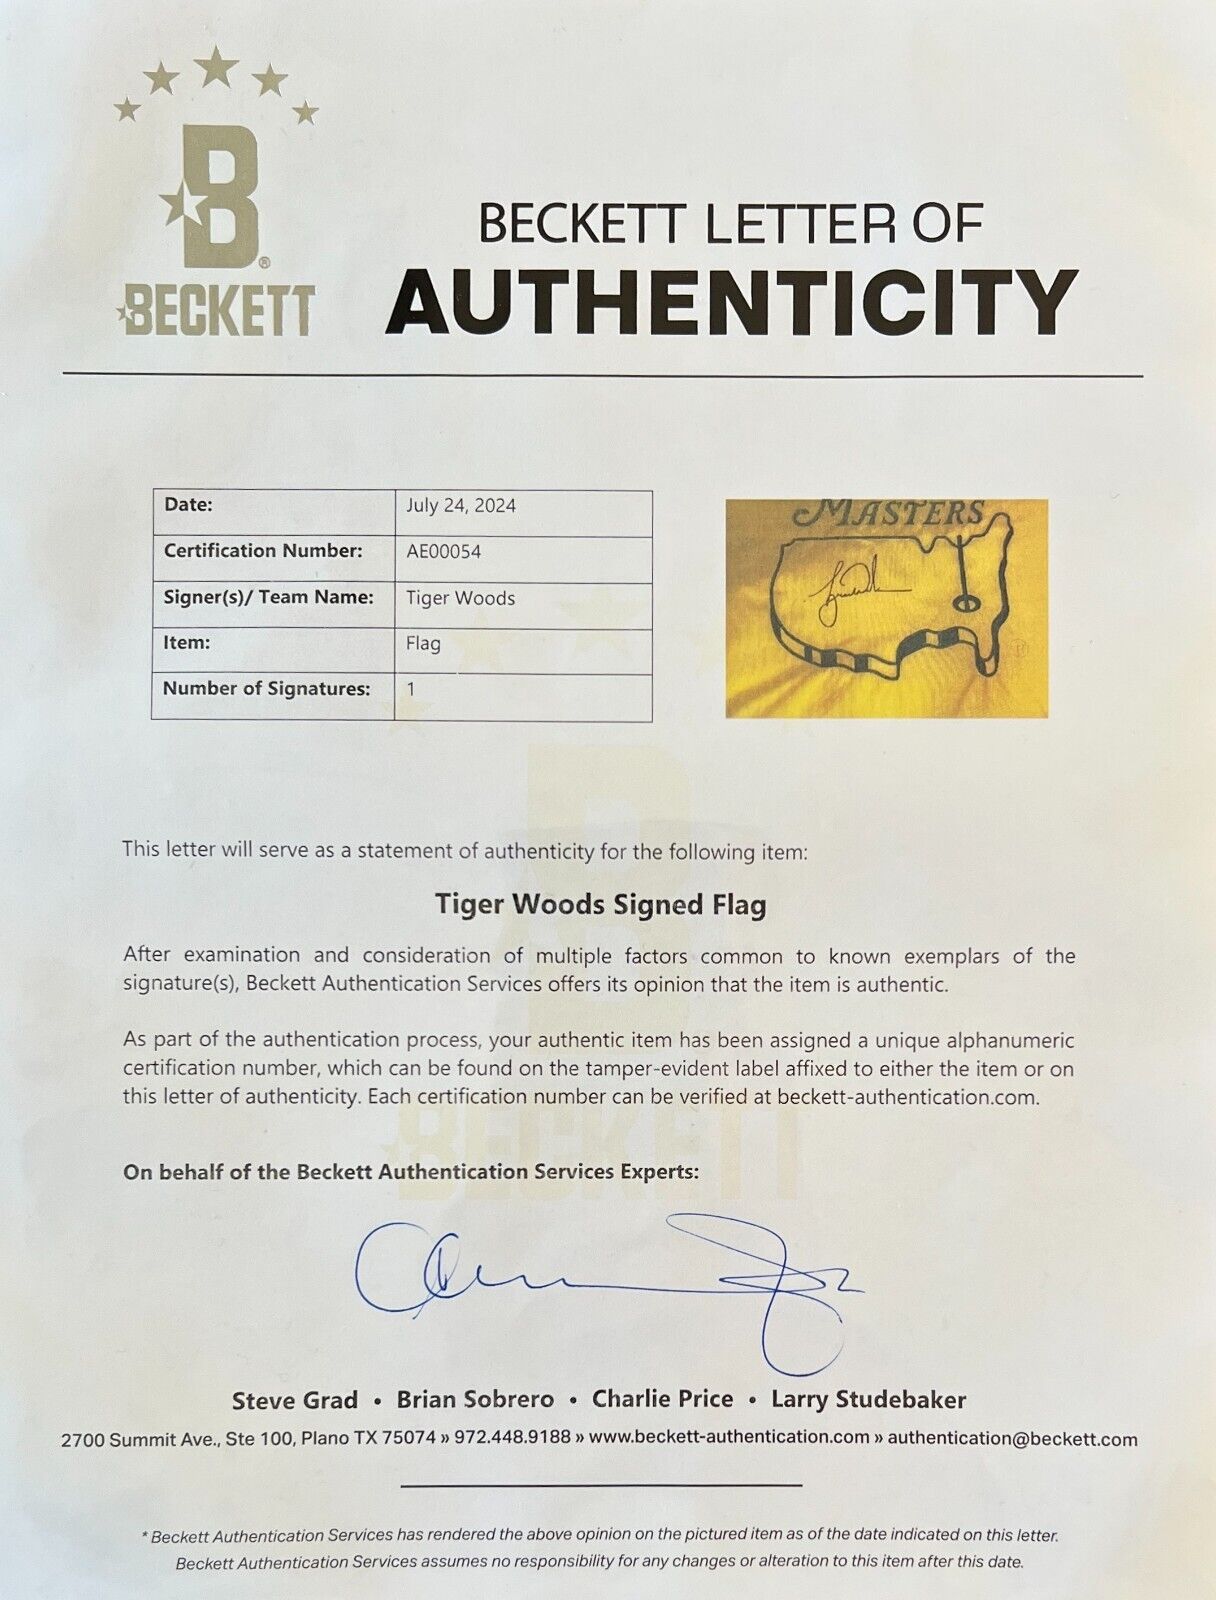 B®
BECKETT
BECKETT LETTER OF
AUTHENTICITY
Date: July 24, 2024
Certification Number: AE00054
Signer(s)/ Team Name: Tiger Woods
Item: Flag
Number of Signatures: 1
MASTERS
This letter will serve as a statement of authenticity for the following item:
Tiger Woods Signed Flag
After examination and consideration of multiple factors common to known exemplars of the
signature(s), Beckett Authentication Services offers its opinion that the item is authentic.
As part of the authentication process, your authentic item has been assigned a unique alphanumeric
certification number, which can be found on the tamper-evident label affixed to either the item or on
this letter of authenticity. Each certification number can be verified at beckett-authentication.com.
B
BECKETT
On behalf of the Beckett Authentication Services Experts:
Steve Grad • Brian Sobrero • Charlie Price • Larry Studebaker
2700 Summit Ave., Ste 100, Plano TX 75074 » 972.448.9188 » www.beckett-authentication.com » authentication@beckett.com
* Beckett Authentication Services has rendered the above opinion on the pictured item as of the date indicated on this letter.
Beckett Authentication Services assumes no responsibility for any changes or alteration to this item after this date.